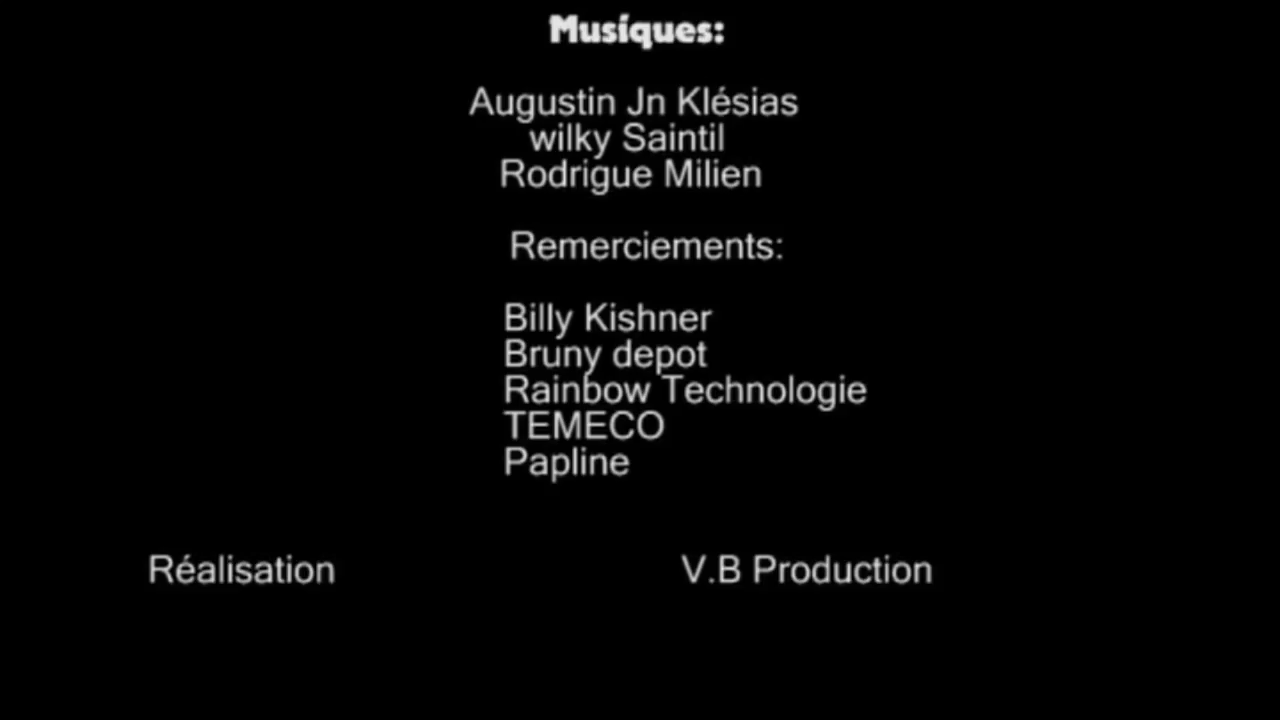 Musiques:
Augustin Jn Klésias
wilky Saintil
Rodrigue Milien
Remerciements:
Billy Kishner
Bruny depot
Rainbow Technologie
TEMECO
Papline
Réalisation V.B Production